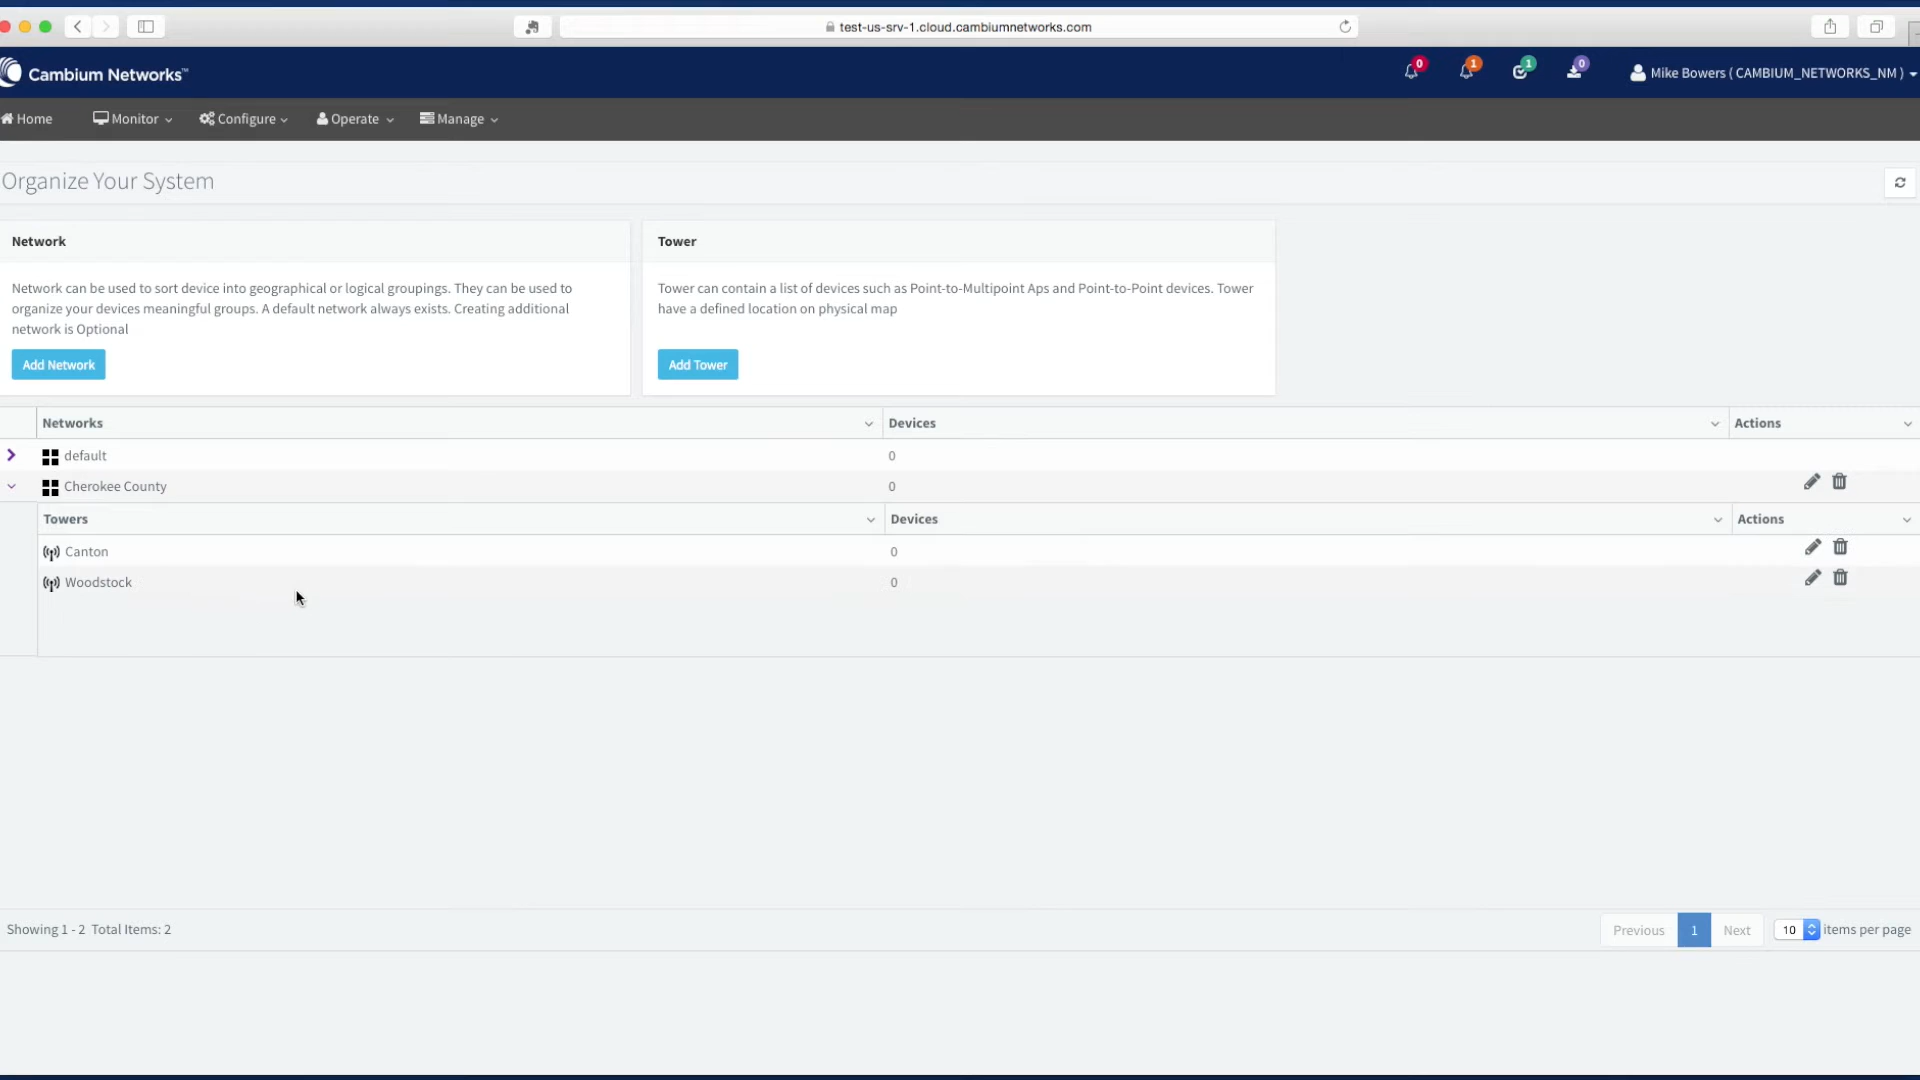 test-us-srv-1.cloud.cambiumnetworks.com
Cambium Networks™
0 1 1 0
Mike Bowers ( CAMBIUM_NETWORKS_NM )
Home Monitor Configure Operate Manage
Organize Your System
Network
Network can be used to sort device into geographical or logical groupings. They can be used to
organize your devices meaningful groups. A default network always exists. Creating additional
network is Optional
Add Network
Tower
Tower can contain a list of devices such as Point-to-Multipoint Aps and Point-to-Point devices. Tower
have a defined location on physical map
Add Tower
Networks Devices Actions
default 0
Cherokee County 0
Towers Devices Actions
Canton 0
Woodstock 0
Showing 1 - 2 Total Items: 2
Previous 1 Next 10 items per page